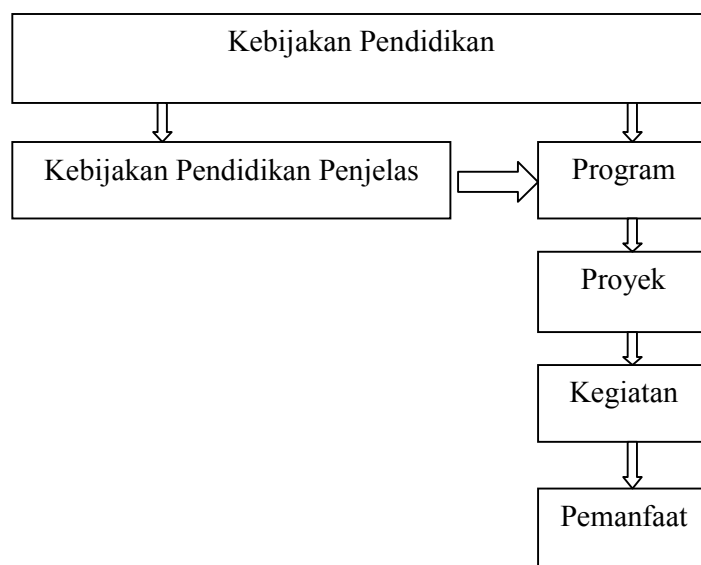 Kebijakan Pendidikan
Kebijakan Pendidikan Penjelas
Program
Proyek
Kegiatan
Pemanfaat